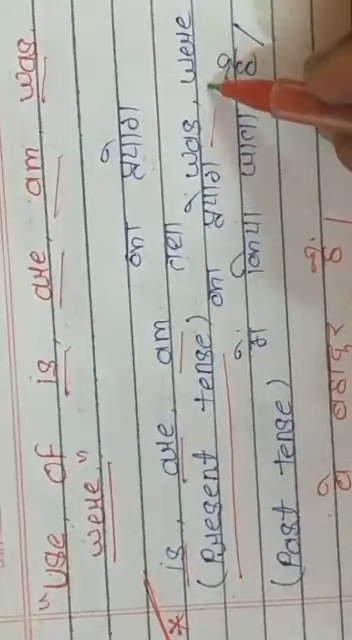 "Use of is, are, am, was,
were"
का प्रयोग
* is, are, am तथा was, were
(Present tense) का प्रयोग
(Past tense) में किया जाता है।
वे बहादुर हैं।